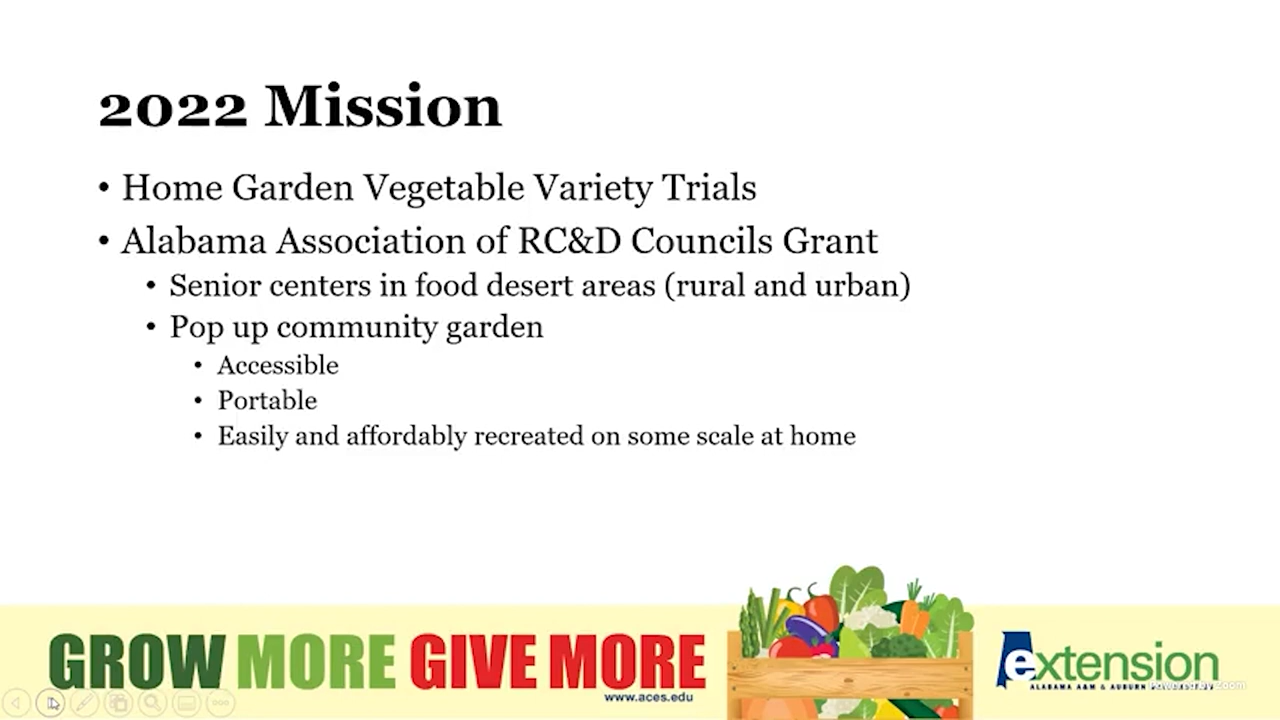 2022 Mission
• Home Garden Vegetable Variety Trials
• Alabama Association of RC&D Councils Grant
• Senior centers in food desert areas (rural and urban)
• Pop up community garden
• Accessible
• Portable
• Easily and affordably recreated on some scale at home
GROW MORE GIVE MORE
www.aces.edu
extension
ALABAMA A&M & AUBURN